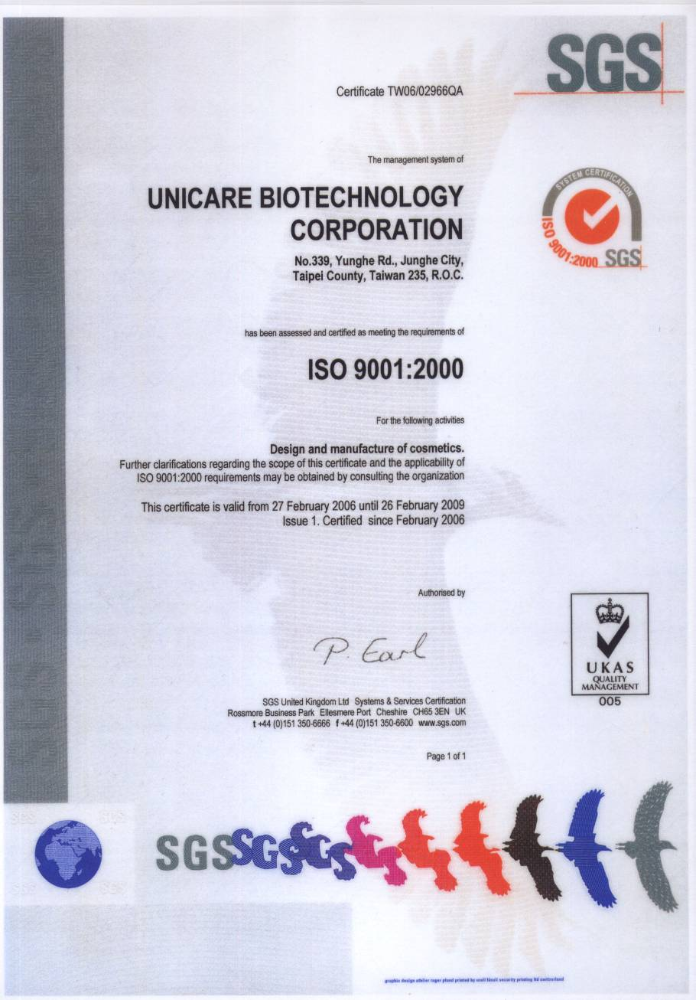 SGS
Certificate TW06/02966QA
The management system of
UNICARE BIOTECHNOLOGY
CORPORATION
No.339, Yunghe Rd., Junghe City,
Taipei County, Taiwan 235, R.O.C.
SYSTEM CERTIFICATION
ISO 9001:2000
SGS
has been assessed and certified as meeting the requirements of
ISO 9001:2000
For the following activities
Design and manufacture of cosmetics.
Further clarifications regarding the scope of this certificate and the applicability of
ISO 9001:2000 requirements may be obtained by consulting the organization
This certificate is valid from 27 February 2006 until 26 February 2009
Issue 1. Certified since February 2006
Authorised by
P. Earl
UKAS
QUALITY
MANAGEMENT
005
SGS United Kingdom Ltd Systems & Services Certification
Rossmore Business Park Ellesmere Port Cheshire CH65 3EN UK
t +44 (0)151 350-6666 f +44 (0)151 350-6600 www.sgs.com
Page 1 of 1
SGS SGS
SGS SGS SGS
SGS SGS
graphic design atelier roger pfund printed by security printing ltd switzerland